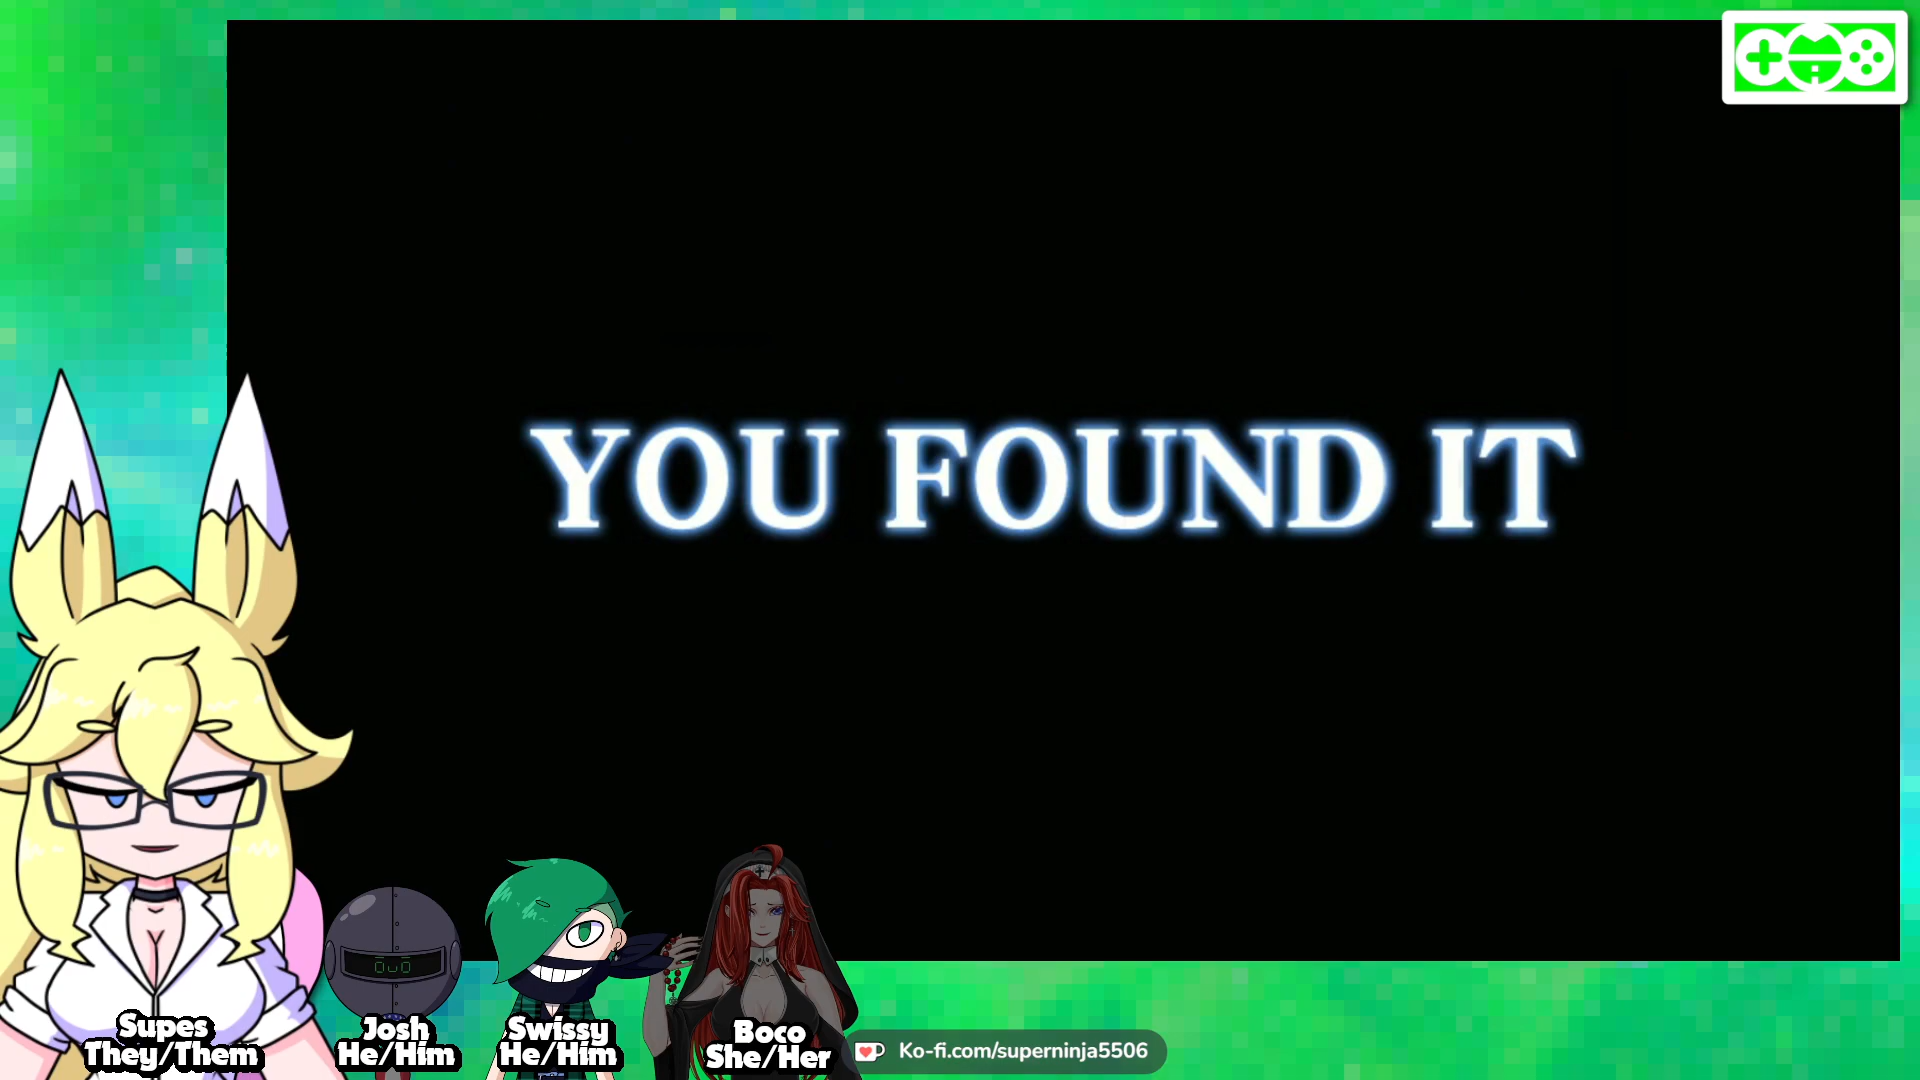 YOU FOUND IT
Supes
They/Them
Josh
He/Him
Swissy
He/Him
Boco
She/Her
Ko-fi.com/superninja5506